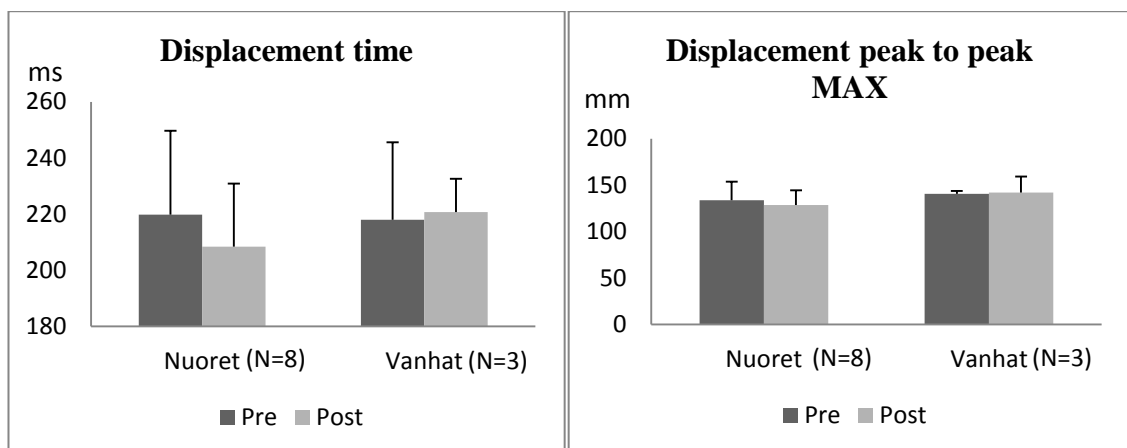 Displacement time
ms
260
240
220
200
180
Nuoret (N=8) Vanhat (N=3)
Pre Post
Displacement peak to peak
MAX
mm
200
150
100
50
0
Nuoret (N=8) Vanhat (N=3)
Pre Post